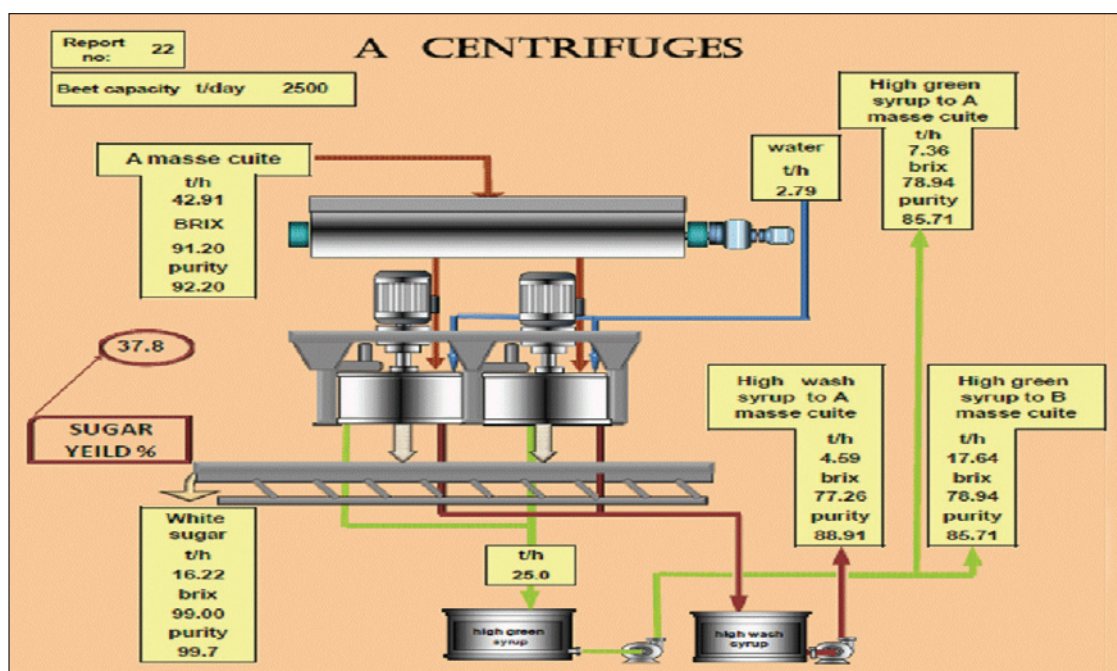 Report no: 22
A CENTRIFUGES
Beet capacity t/day 2500
High green
syrup to A
masse cuite
t/h
7.36
brix
78.94
purity
85.71
water
t/h
2.79
A masse cuite
t/h
42.91
BRIX
91.20
purity
92.20
37.8
SUGAR
YEILD %
High wash
syrup to A
masse cuite
t/h
4.59
brix
77.26
purity
88.91
High green
syrup to B
masse cuite
t/h
17.64
brix
78.94
purity
85.71
White
sugar
t/h
16.22
brix
99.00
purity
99.7
t/h
25.0
high green
syrup
high wash
syrup